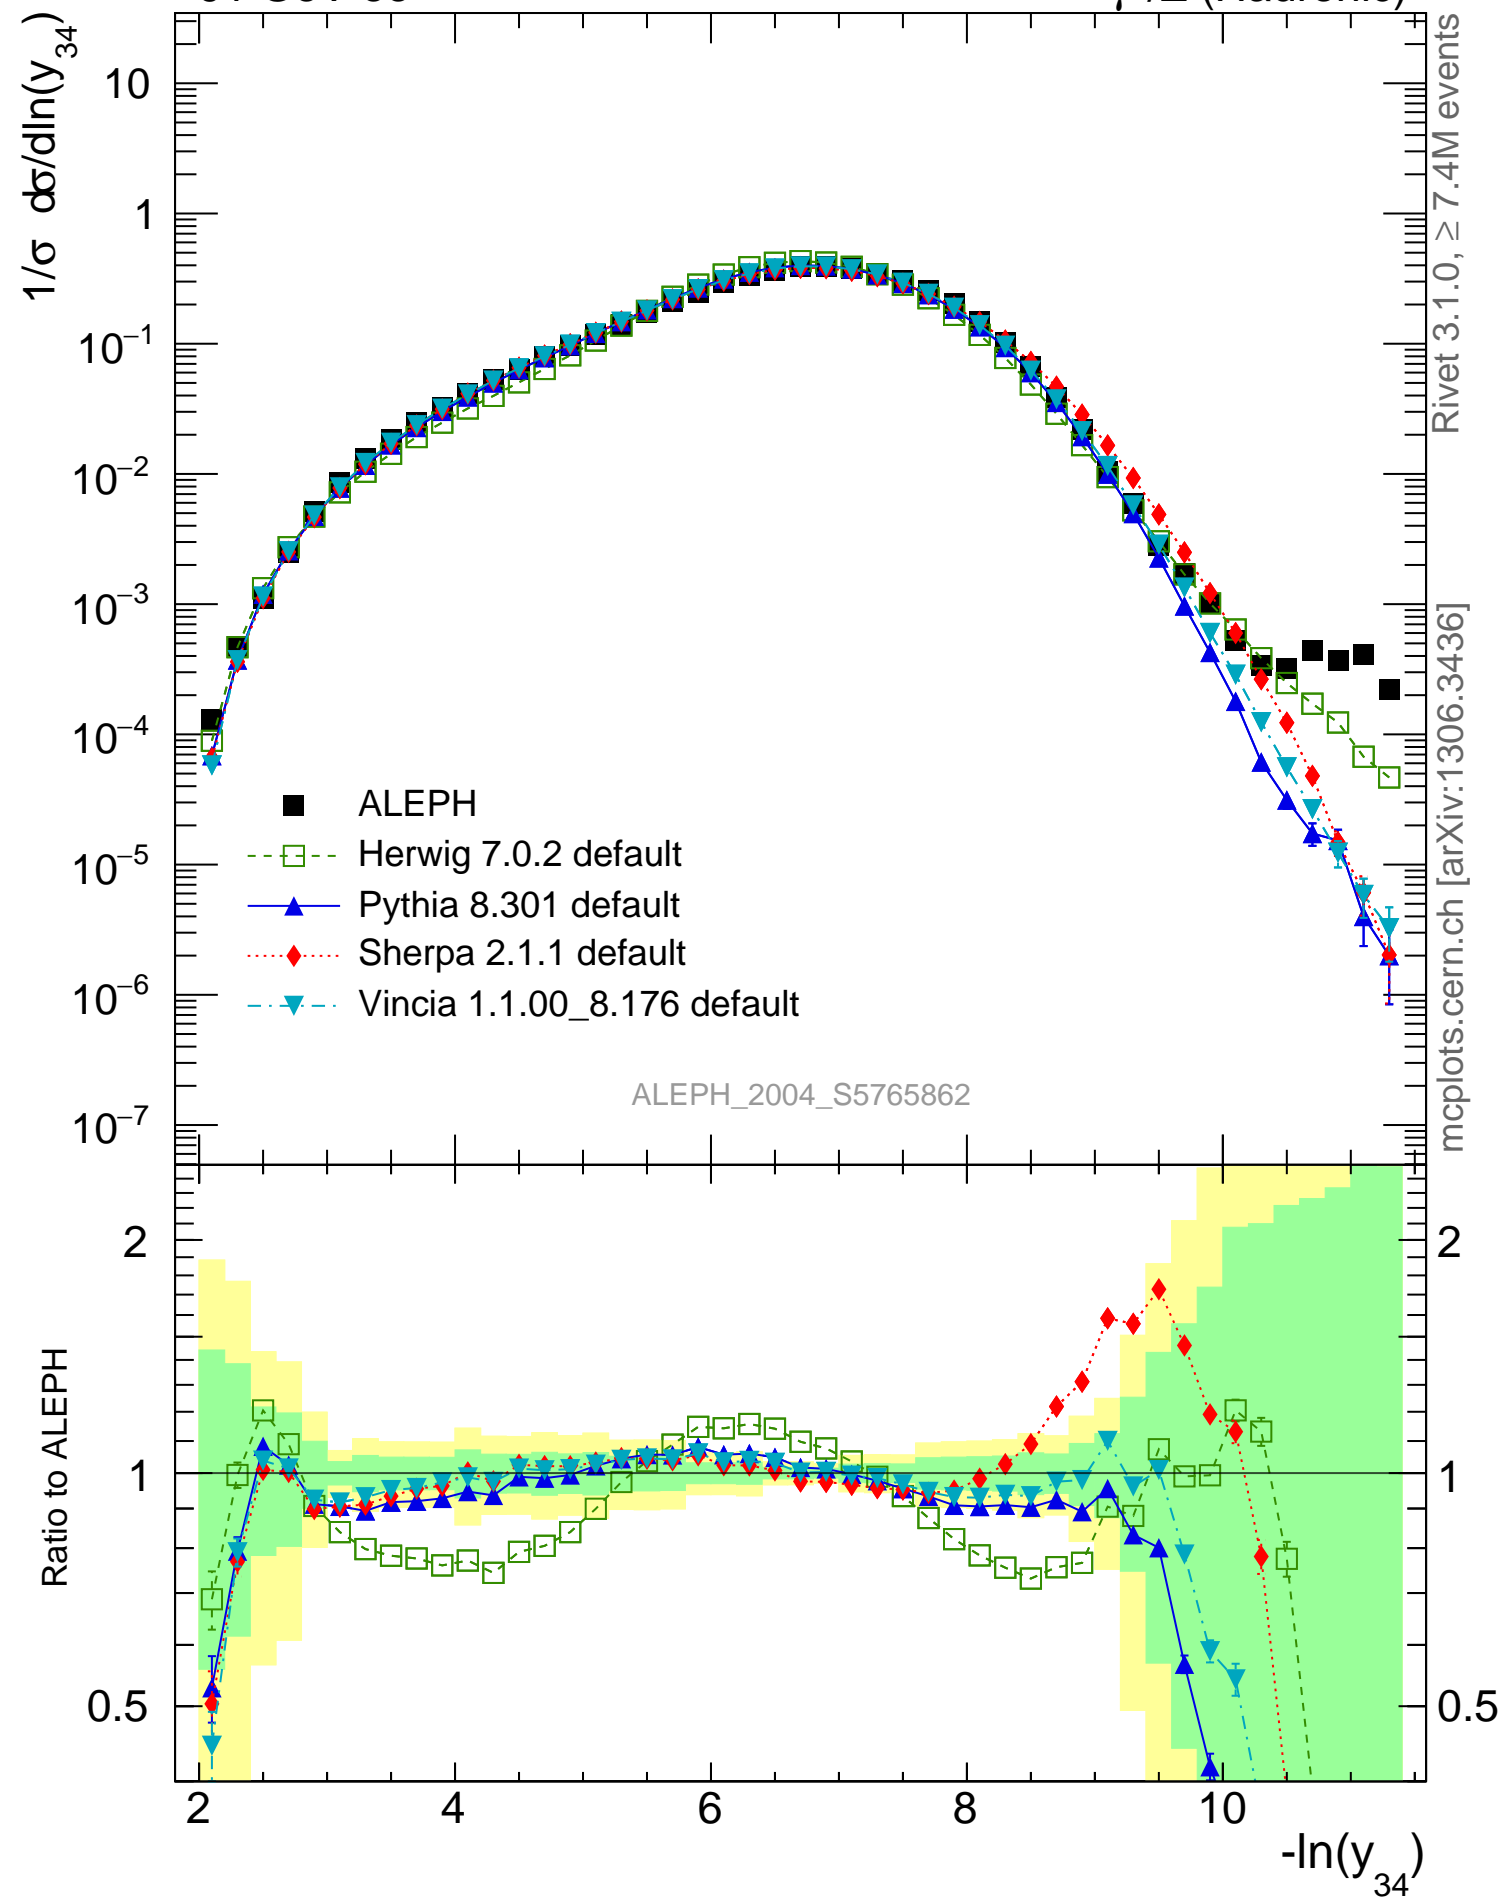 1/σ dσ/dln(y34)
10
1
10−1
10−2
10−3
10−4
10−5
10−6
10−7
ALEPH
Herwig 7.0.2 default
Pythia 8.301 default
Sherpa 2.1.1 default
Vincia 1.1.00_8.176 default
ALEPH_2004_S5765862
Rivet 3.1.0, ≥ 7.4M events
mcplots.cern.ch [arXiv:1306.3436]
Ratio to ALEPH
2
1
0.5
2
1
0.5
2 4 6 8 10
-ln(y34)